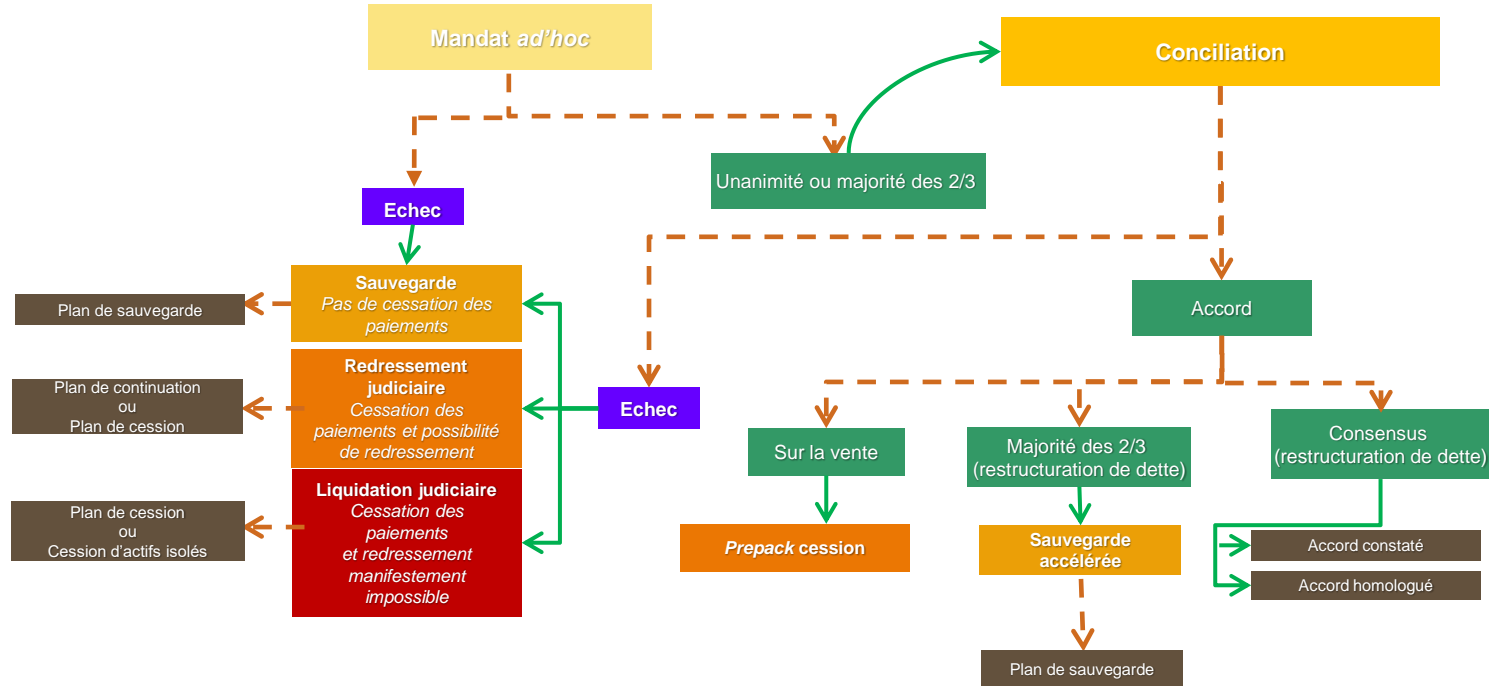 Mandat ad'hoc
Conciliation
Unanimité ou majorité des 2/3
Echec
Sauvegarde
Pas de cessation des
paiements
Plan de sauvegarde
Accord
Redressement
judiciaire
Cessation des
paiements et possibilité
de redressement
Plan de continuation
ou
Plan de cession
Echec
Sur la vente
Majorité des 2/3
(restructuration de dette)
Consensus
(restructuration de dette)
Liquidation judiciaire
Cessation des
paiements
et redressement
manifestement
impossible
Plan de cession
ou
Cession d'actifs isolés
Prepack cession
Sauvegarde
accélérée
Accord constaté
Accord homologué
Plan de sauvegarde